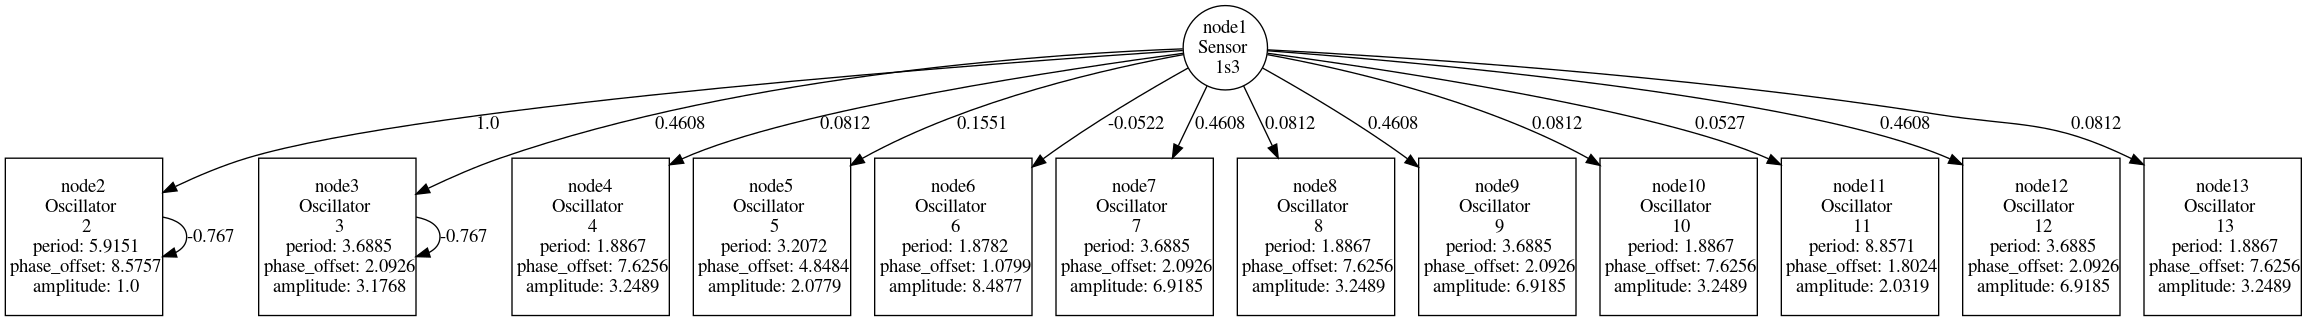 node1
Sensor
1s3
1.0
0.4608
0.0812
0.1551
-0.0522
0.4608
0.0812
0.4608
0.0812
0.0527
0.4608
0.0812
node2
Oscillator
2
period: 5.9151
phase_offset: 8.5757
amplitude: 1.0
-0.767
node3
Oscillator
3
period: 3.6885
phase_offset: 2.0926
amplitude: 3.1768
-0.767
node4
Oscillator
4
period: 1.8867
phase_offset: 7.6256
amplitude: 3.2489
node5
Oscillator
5
period: 3.2072
phase_offset: 4.8484
amplitude: 2.0779
node6
Oscillator
6
period: 1.8782
phase_offset: 1.0799
amplitude: 8.4877
node7
Oscillator
7
period: 3.6885
phase_offset: 2.0926
amplitude: 6.9185
node8
Oscillator
8
period: 1.8867
phase_offset: 7.6256
amplitude: 3.2489
node9
Oscillator
9
period: 3.6885
phase_offset: 2.0926
amplitude: 6.9185
node10
Oscillator
10
period: 1.8867
phase_offset: 7.6256
amplitude: 3.2489
node11
Oscillator
11
period: 8.8571
phase_offset: 1.8024
amplitude: 2.0319
node12
Oscillator
12
period: 3.6885
phase_offset: 2.0926
amplitude: 6.9185
node13
Oscillator
13
period: 1.8867
phase_offset: 7.6256
amplitude: 3.2489